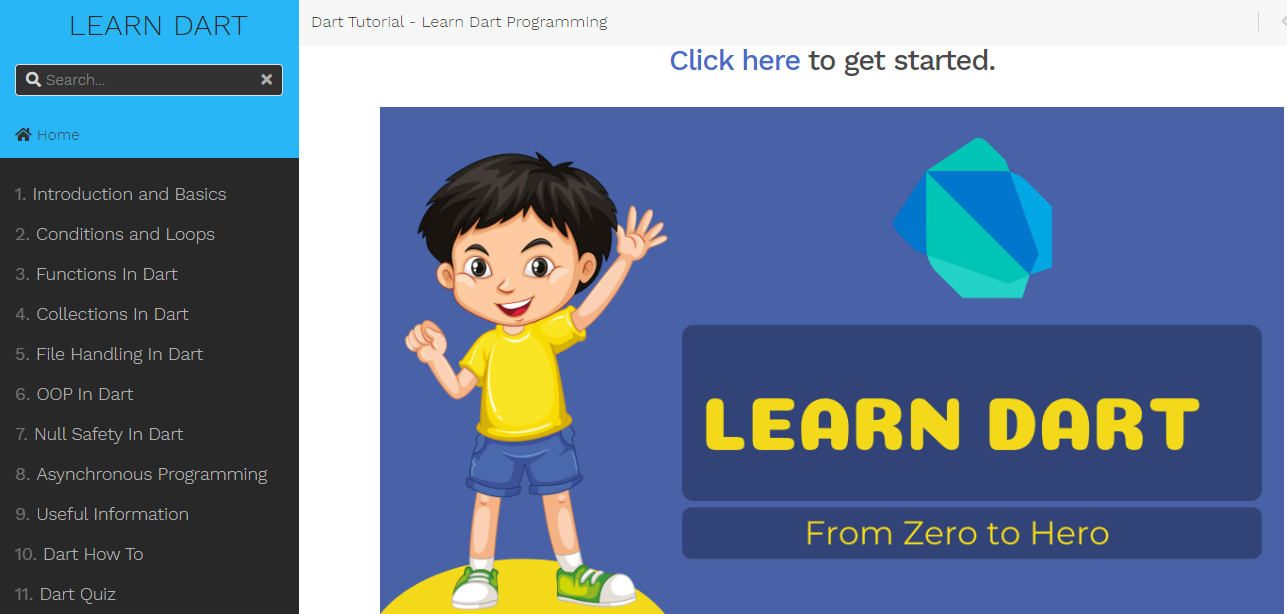 LEARN DART
Search...
Home
1. Introduction and Basics
2. Conditions and Loops
3. Functions In Dart
4. Collections In Dart
5. File Handling In Dart
6. OOP In Dart
7. Null Safety In Dart
8. Asynchronous Programming
9. Useful Information
10. Dart How To
11. Dart Quiz
Dart Tutorial - Learn Dart Programming
Click here to get started.
LEARN DART
From Zero to Hero